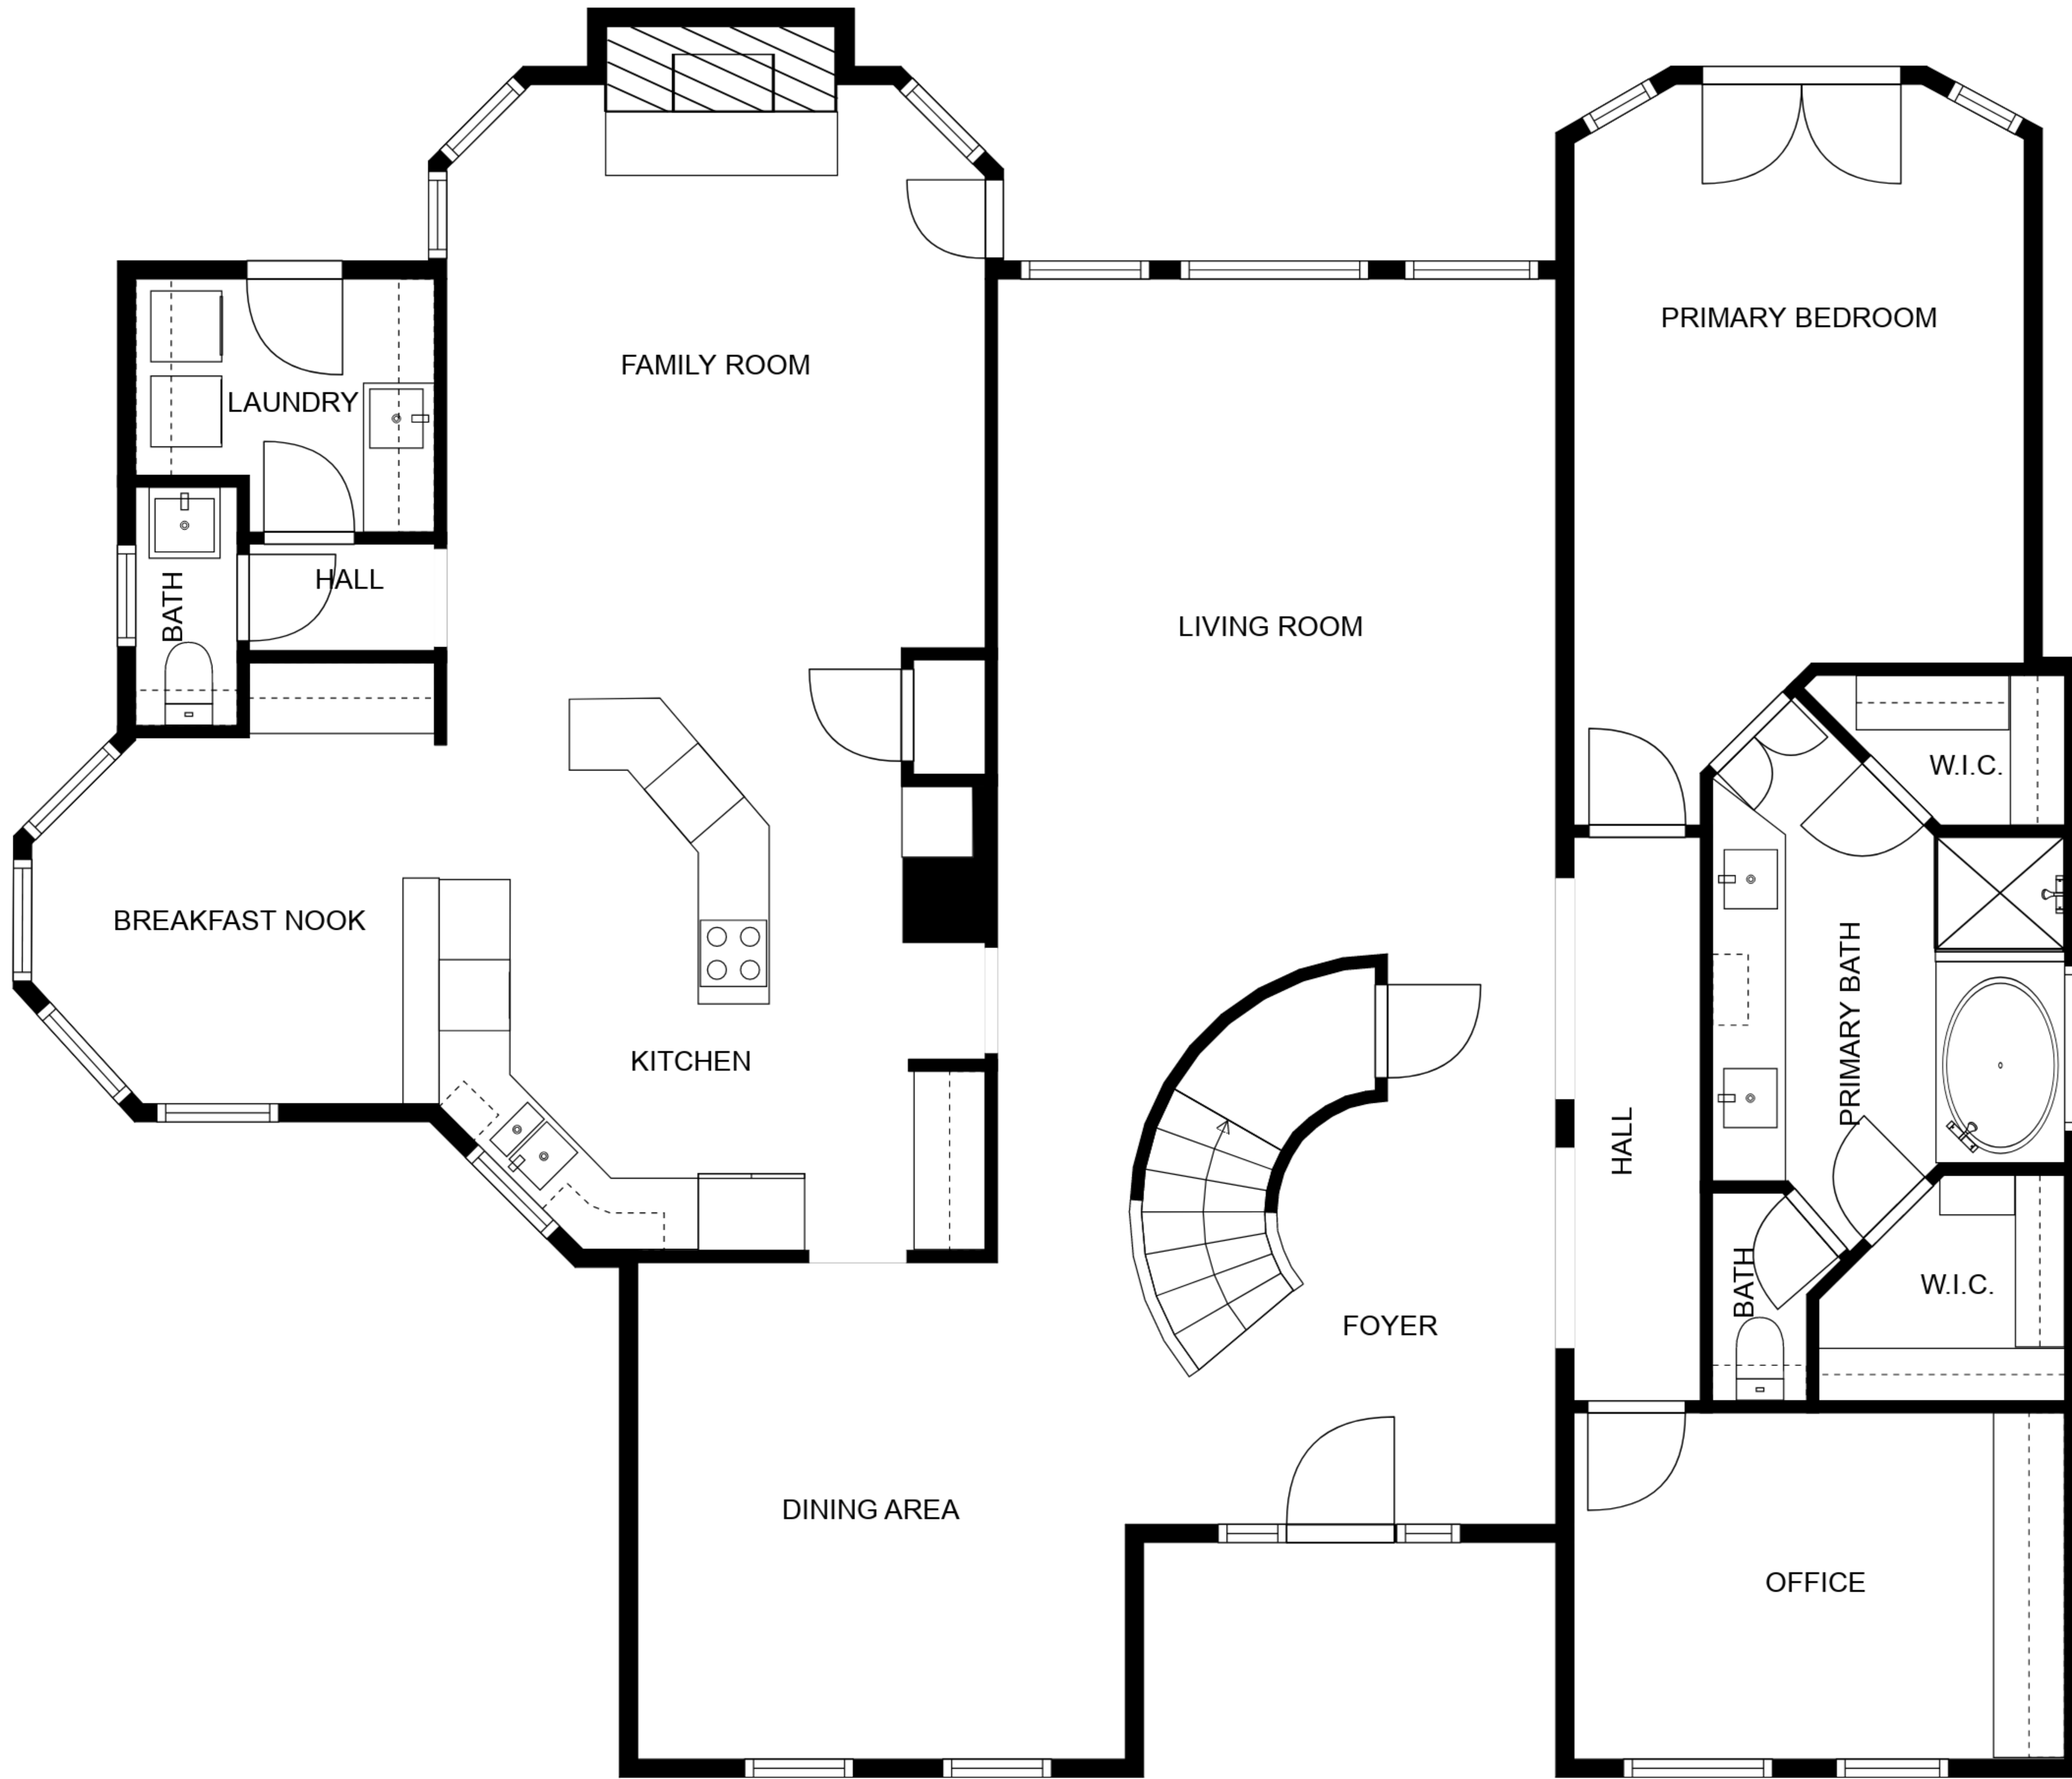 PRIMARY BEDROOM
FAMILY ROOM
LAUNDRY
HALL
BATH
LIVING ROOM
W.I.C.
BREAKFAST NOOK
PRIMARY BATH
KITCHEN
HALL
BATH
W.I.C.
FOYER
DINING AREA
OFFICE